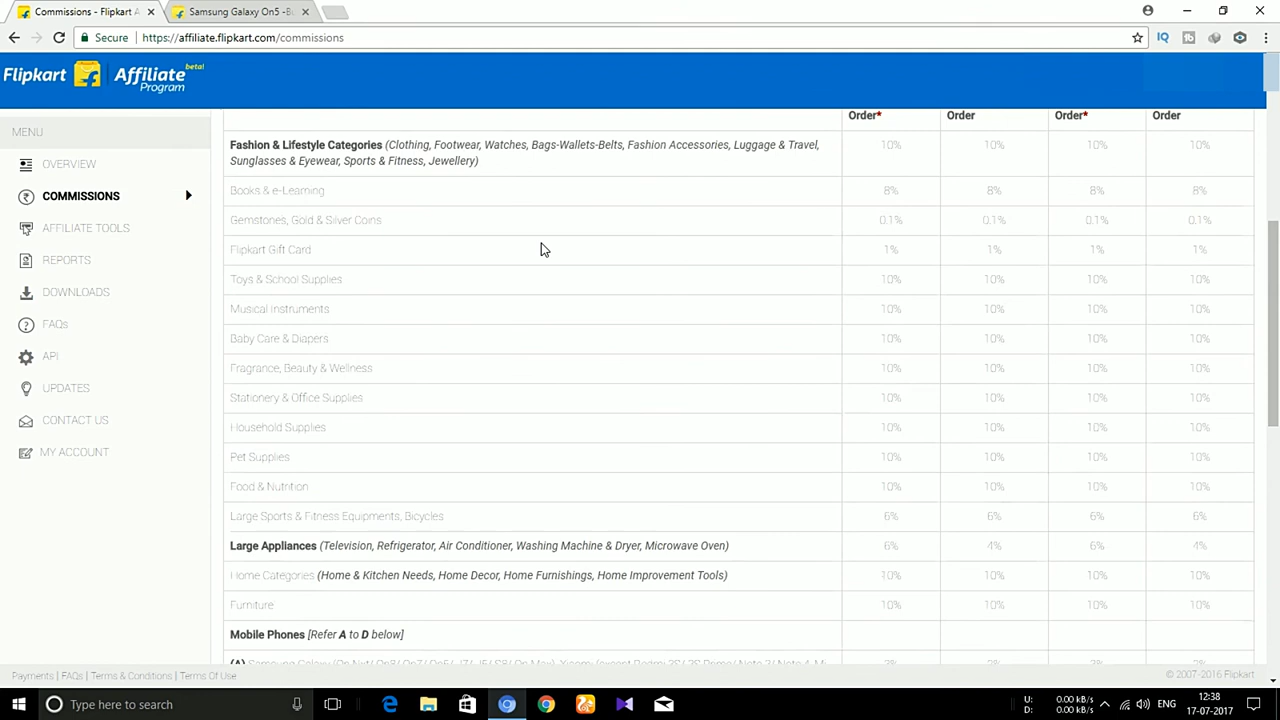 Commissions - Flipkart A
Samsung Galaxy On5 -B
Secure
https://affiliate.flipkart.com/commissions
Flipkart Affiliate beta!
Program
MENU
OVERVIEW
COMMISSIONS
AFFILIATE TOOLS
REPORTS
DOWNLOADS
FAQs
API
UPDATES
CONTACT US
MY ACCOUNT
Order* Order Order* Order
Fashion & Lifestyle Categories (Clothing, Footwear, Watches, Bags-Wallets-Belts, Fashion Accessories, Luggage & Travel, 10% 10% 10% 10%
Sunglasses & Eyewear, Sports & Fitness, Jewellery)
Books & e-Learning 8% 8% 8% 8%
Gemstones, Gold & Silver Coins 0.1% 0.1% 0.1% 0.1%
Flipkart Gift Card 1% 1% 1% 1%
Toys & School Supplies 10% 10% 10% 10%
Musical Instruments 10% 10% 10% 10%
Baby Care & Diapers 10% 10% 10% 10%
Fragrance, Beauty & Wellness 10% 10% 10% 10%
Stationery & Office Supplies 10% 10% 10% 10%
Household Supplies 10% 10% 10% 10%
Pet Supplies 10% 10% 10% 10%
Food & Nutrition 10% 10% 10% 10%
Large Sports & Fitness Equipments, Bicycles 6% 6% 6% 6%
Large Appliances (Television, Refrigerator, Air Conditioner, Washing Machine & Dryer, Microwave Oven) 6% 4% 6% 4%
Home Categories (Home & Kitchen Needs, Home Decor, Home Furnishings, Home Improvement Tools) 10% 10% 10% 10%
Furniture 10% 10% 10% 10%
Mobile Phones [Refer A to D below]
Payments | FAQs | Terms & Conditions | Terms Of Use
© 2007-2016 Flipkart
Type here to search
U: 0.00 kB/s
D: 0.00 kB/s
ENG
12:38
17-07-2017